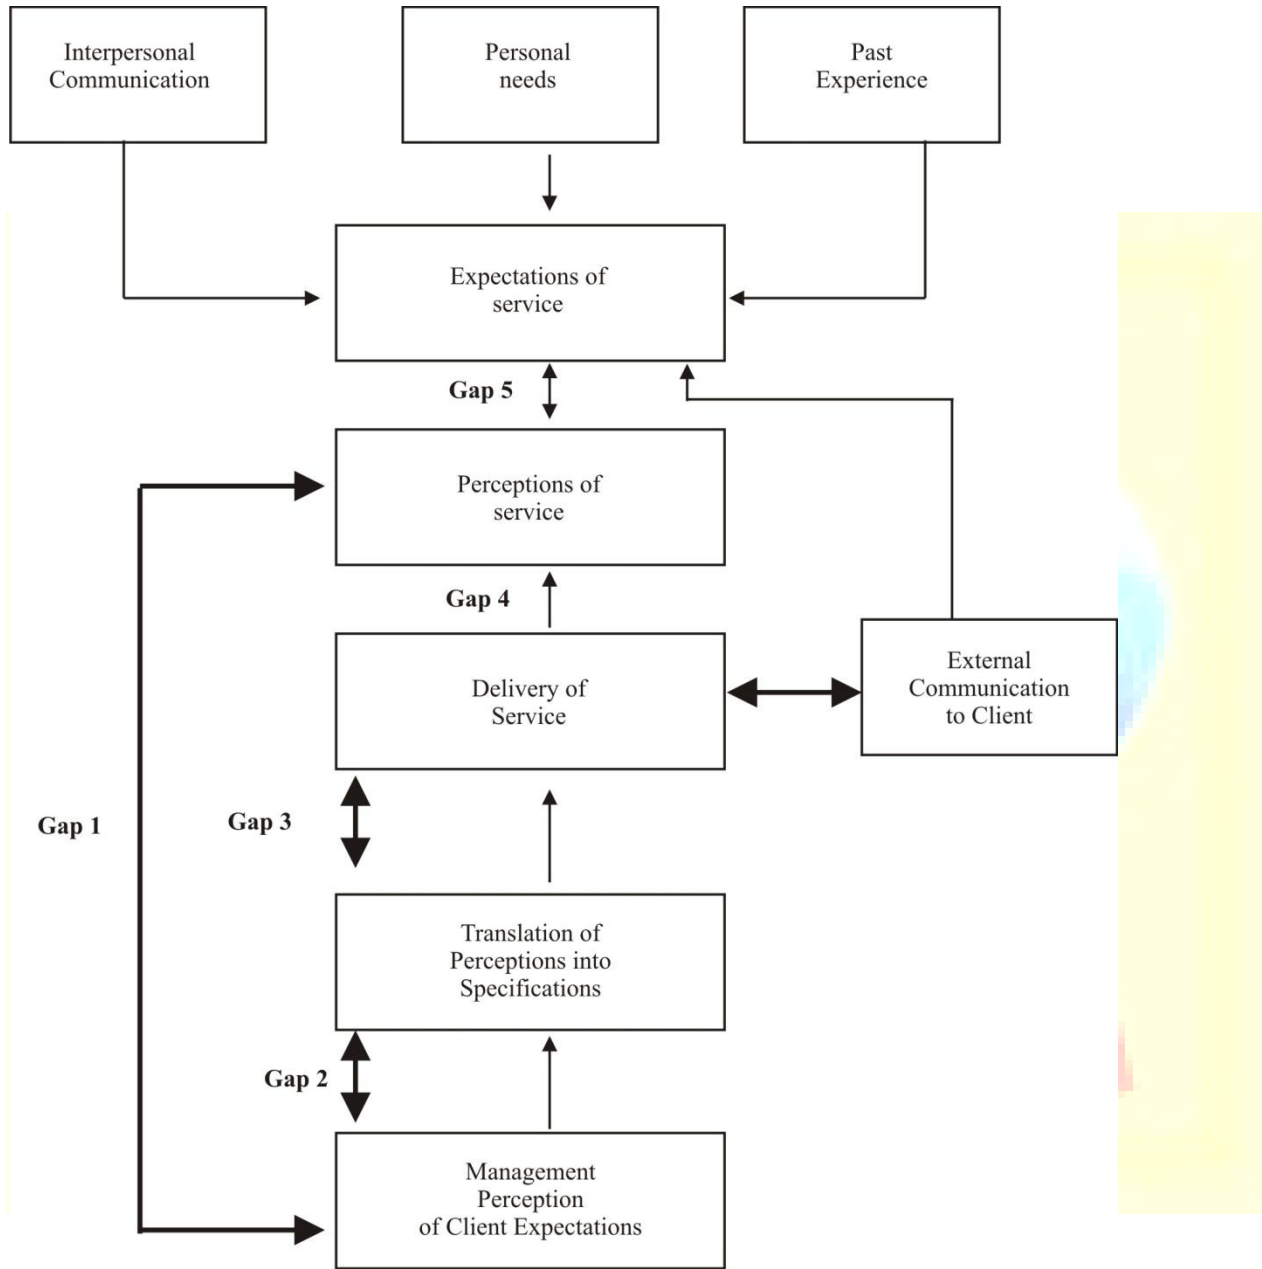 Interpersonal
Communication
Personal
needs
Past
Experience
Expectations of
service
Gap 5
Perceptions of
service
Gap 4
Delivery of
Service
External
Communication
to Client
Gap 1
Gap 3
Translation of
Perceptions into
Specifications
Gap 2
Management
Perception
of Client Expectations